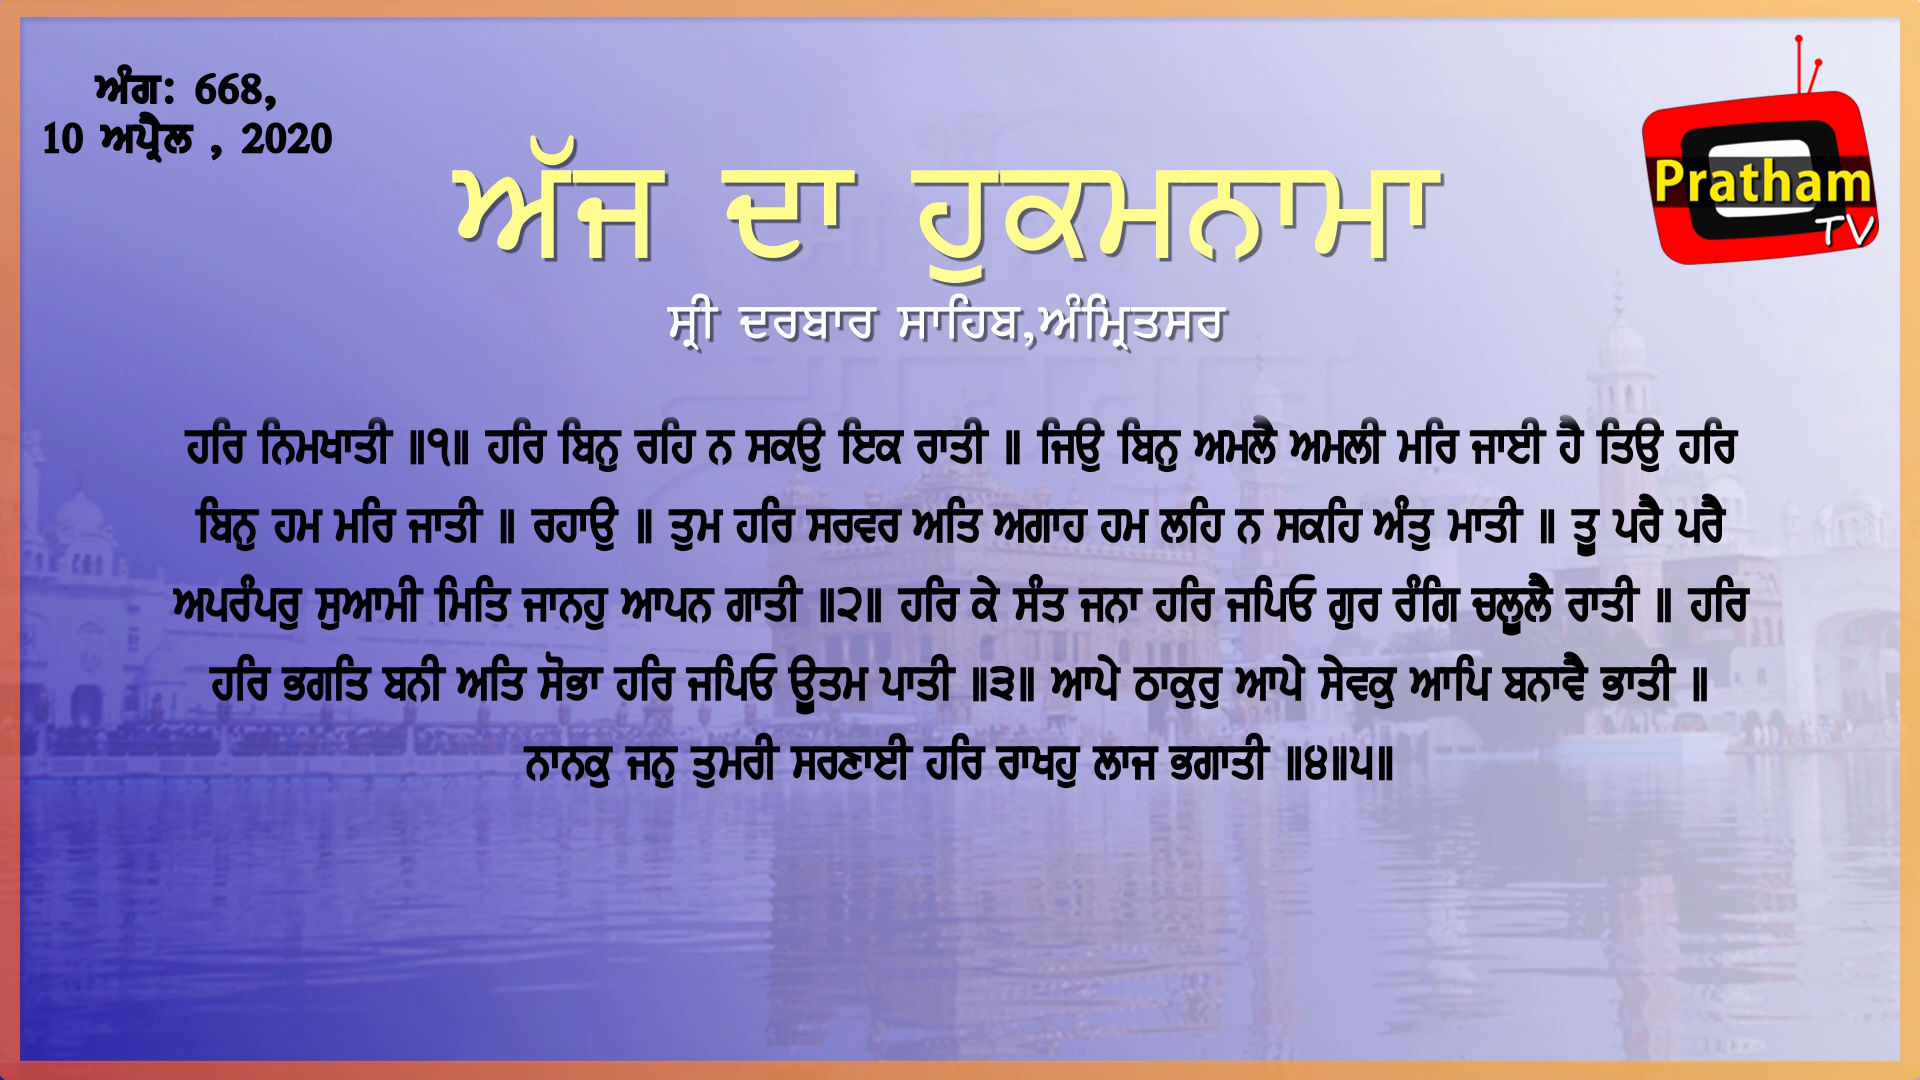 ਅੰਗ: 668,
10 ਅਪ੍ਰੈਲ , 2020
Pratham
TV
ਅੱਜ ਦਾ ਹੁਕਮਨਾਮਾ
ਸ੍ਰੀ ਦਰਬਾਰ ਸਾਹਿਬ,ਅੰਮ੍ਰਿਤਸਰ
ਹਰਿ ਨਿਮਖਾਤੀ ॥੧॥ ਹਰਿ ਬਿਨੁ ਰਹਿ ਨ ਸਕਉ ਇਕ ਰਾਤੀ ॥ ਜਿਉ ਬਿਨੁ ਅਮਲੈ ਅਮਲੀ ਮਰਿ ਜਾਈ ਹੈ ਤਿਉ ਹਰਿ
ਬਿਨੁ ਹਮ ਮਰਿ ਜਾਤੀ ॥ ਰਹਾਉ ॥ ਤੁਮ ਹਰਿ ਸਰਵਰ ਅਤਿ ਅਗਾਹ ਹਮ ਲਹਿ ਨ ਸਕਹਿ ਅੰਤੁ ਮਾਤੀ ॥ ਤੂ ਪਰੈ ਪਰੈ
ਅਪਰੰਪਰੁ ਸੁਆਮੀ ਮਿਤਿ ਜਾਨਹੁ ਆਪਨ ਗਾਤੀ ॥੨॥ ਹਰਿ ਕੇ ਸੰਤ ਜਨਾ ਹਰਿ ਜਪਿਓ ਗੁਰ ਰੰਗਿ ਚਲੂਲੈ ਰਾਤੀ ॥ ਹਰਿ
ਹਰਿ ਭਗਤਿ ਬਨੀ ਅਤਿ ਸੋਭਾ ਹਰਿ ਜਪਿਓ ਊਤਮ ਪਾਤੀ ॥੩॥ ਆਪੇ ਠਾਕੁਰੁ ਆਪੇ ਸੇਵਕੁ ਆਪਿ ਬਨਾਵੈ ਭਾਤੀ ॥
ਨਾਨਕੁ ਜਨੁ ਤੁਮਰੀ ਸਰਣਾਈ ਹਰਿ ਰਾਖਹੁ ਲਾਜ ਭਗਾਤੀ ॥੪॥੫॥